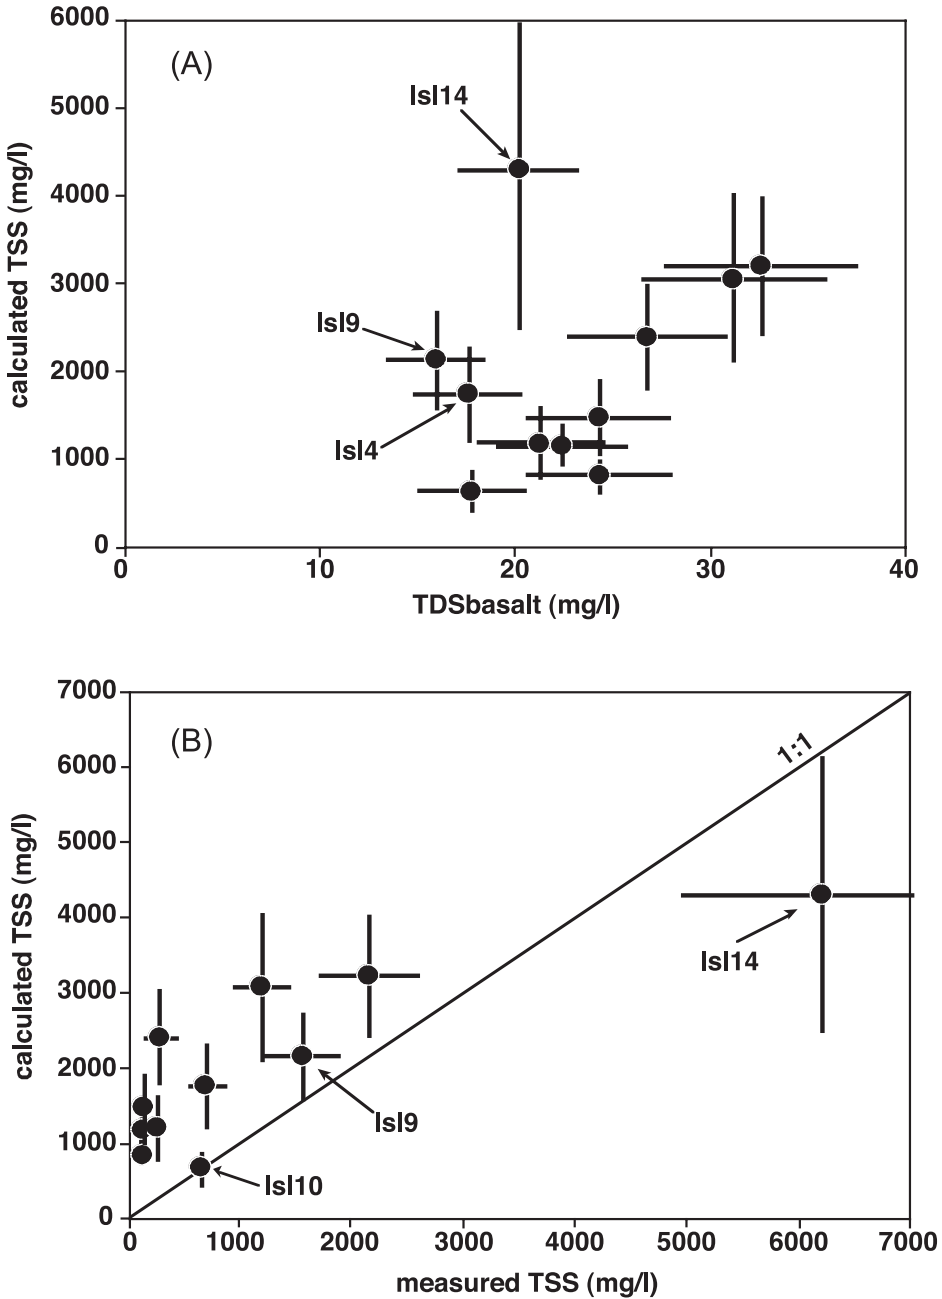 6000
(A)
Isl14
5000
4000
3000
Isl9
2000
Isl4
1000
0
0 10 20 30 40
calculated TSS (mg/l)
TDSbasalt (mg/l)
7000
(B)
1:1
6000
5000
4000
Isl14
3000
2000
Isl9
1000
Isl10
0
0 1000 2000 3000 4000 5000 6000 7000
calculated TSS (mg/l)
measured TSS (mg/l)